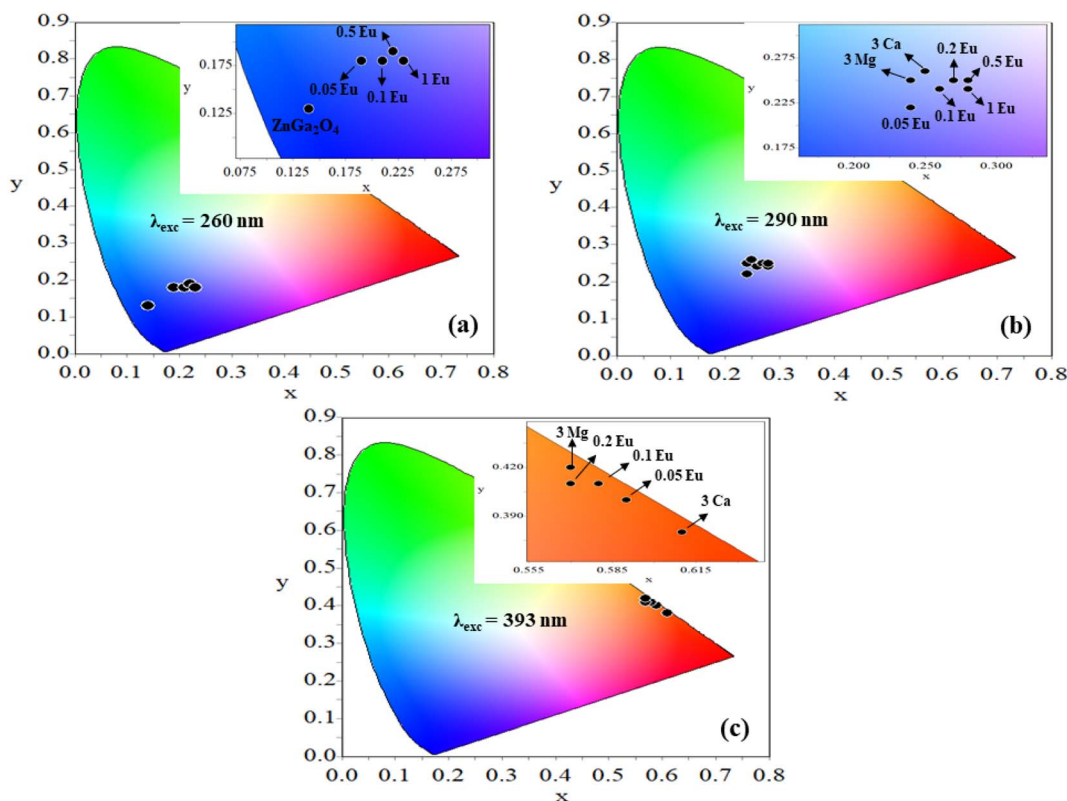 0.9
0.8
0.7
0.6
0.5
0.4
0.3
0.2
0.1
0.0
y
0.0 0.1 0.2 0.3 0.4 0.5 0.6 0.7 0.8
x
λexc = 260 nm
(a)
0.175
0.125
y
0.075 0.125 0.175 0.225 0.275
x
0.5 Eu
0.05 Eu
0.1 Eu
1 Eu
ZnGa₂O₄
0.9
0.8
0.7
0.6
0.5
0.4
0.3
0.2
0.1
0.0
y
0.0 0.1 0.2 0.3 0.4 0.5 0.6 0.7 0.8
x
λexc = 290 nm
(b)
0.275
0.225
0.175
y
0.200 0.250 0.300
x
3 Ca
3 Mg
0.2 Eu
0.5 Eu
0.05 Eu
0.1 Eu
1 Eu
0.9
0.8
0.7
0.6
0.5
0.4
0.3
0.2
0.1
0.0
y
0.0 0.1 0.2 0.3 0.4 0.5 0.6 0.7 0.8
x
λexc = 393 nm
(c)
0.420
0.390
y
0.555 0.585 0.615
x
3 Mg
0.2 Eu
0.1 Eu
0.05 Eu
3 Ca